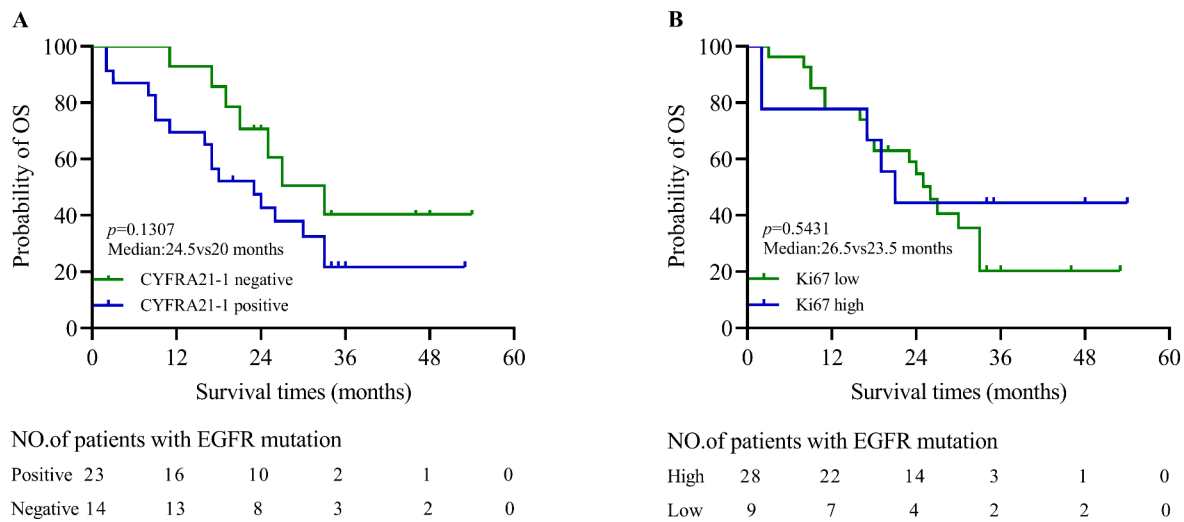 A
Probability of OS
100
80
60
40
20
0
p=0.1307
Median:24.5vs20 months
CYFRA21-1 negative
CYFRA21-1 positive
0 12 24 36 48 60
Survival times (months)
NO.of patients with EGFR mutation
Positive 23 16 10 2 1 0
Negative 14 13 8 3 2 0
B
Probability of OS
100
80
60
40
20
0
p=0.5431
Median:26.5vs23.5 months
Ki67 low
Ki67 high
0 12 24 36 48 60
Survival times (months)
NO.of patients with EGFR mutation
High 28 22 14 3 1 0
Low 9 7 4 2 2 0